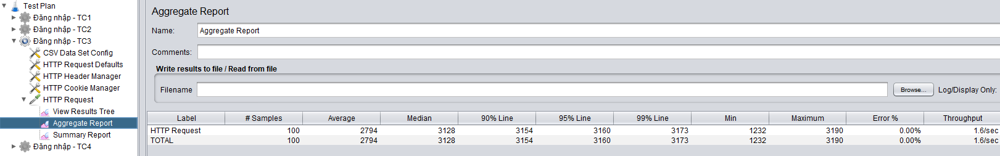 Test Plan
Đăng nhập - TC1
Đăng nhập - TC2
Đăng nhập - TC3
CSV Data Set Config
HTTP Request Defaults
HTTP Header Manager
HTTP Cookie Manager
HTTP Request
View Results Tree
Aggregate Report
Summary Report
Đăng nhập - TC4
Aggregate Report
Name: Aggregate Report
Comments:
Write results to file / Read from file
Filename Browse... Log/Display Only:
Label # Samples Average Median 90% Line 95% Line 99% Line Min Maximum Error % Throughput
HTTP Request 100 2794 3128 3154 3160 3173 1232 3190 0.00% 1.6/sec
TOTAL 100 2794 3128 3154 3160 3173 1232 3190 0.00% 1.6/sec